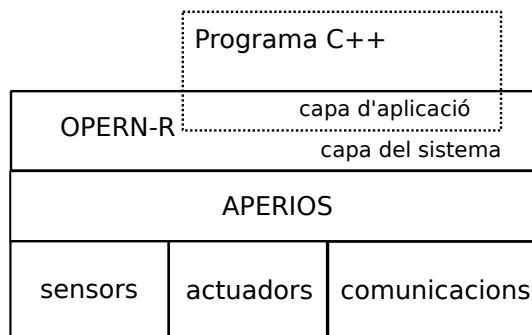 Programa C++
capa d'aplicació
OPERN-R
capa del sistema
APERIOS
sensors
actuadors
comunicacions